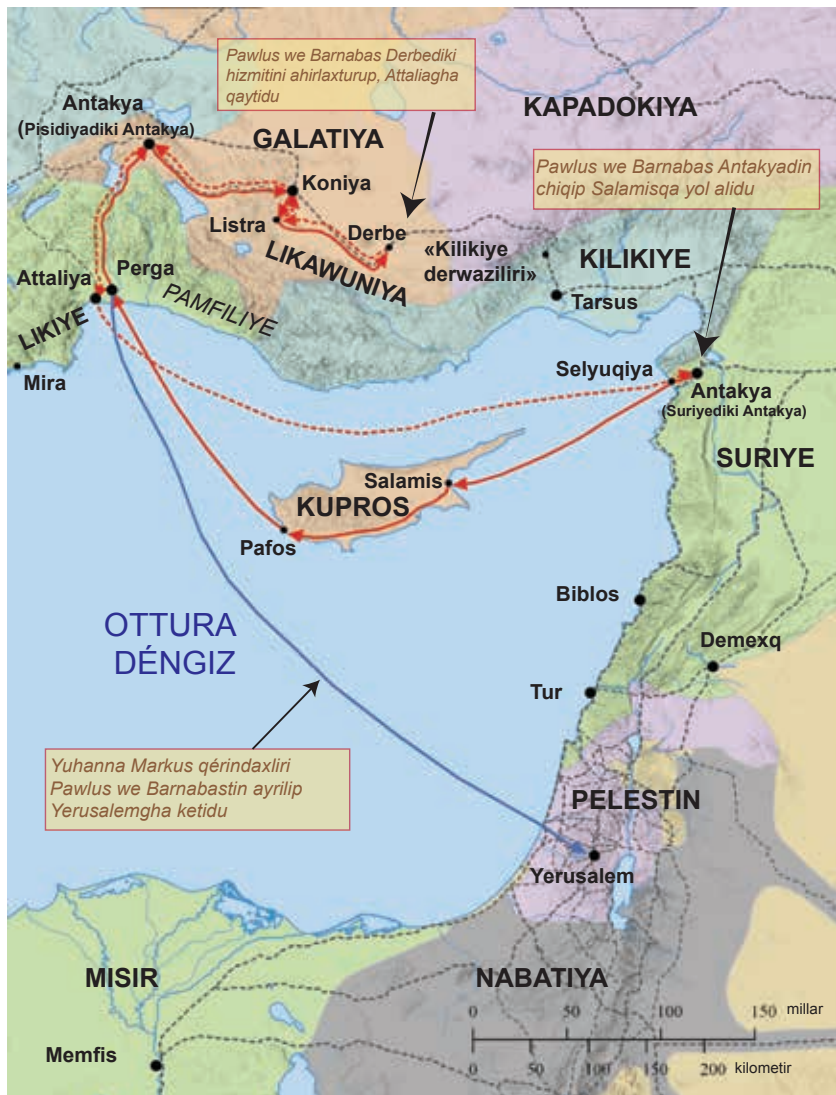 Pawlus we Barnabas Derbediki
hizmitini ahirlaxturup, Attaliagha
qaytidu
Antakya
(Pisidiyadiki Antakya)
KAPADOKIYA
GALATIYA
Pawlus we Barnabas Antakyadin
chiqip Salamisqa yol alidu
Koniya
Listra
Derbe
LIKAWUNIYA
«Kilikiye
derwaziliri»
KILIKIYE
Attaliya
Perga
PAMFILIYE
LIKIYE
Tarsus
Mira
Selyuqiya
Antakya
(Suriyediki Antakya)
SURIYE
Salamis
KUPROS
Pafos
Biblos
OTTURA
DÉNGIZ
Demexq
Tur
Yuhanna Markus qérindaxliri
Pawlus we Barnabastin ayrilip
Yerusalemgha ketidu
PELESTIN
Yerusalem
MISIR
NABATIYA
Memfis
0 50 100 150 millar
0 50 100 150 200 kilometir